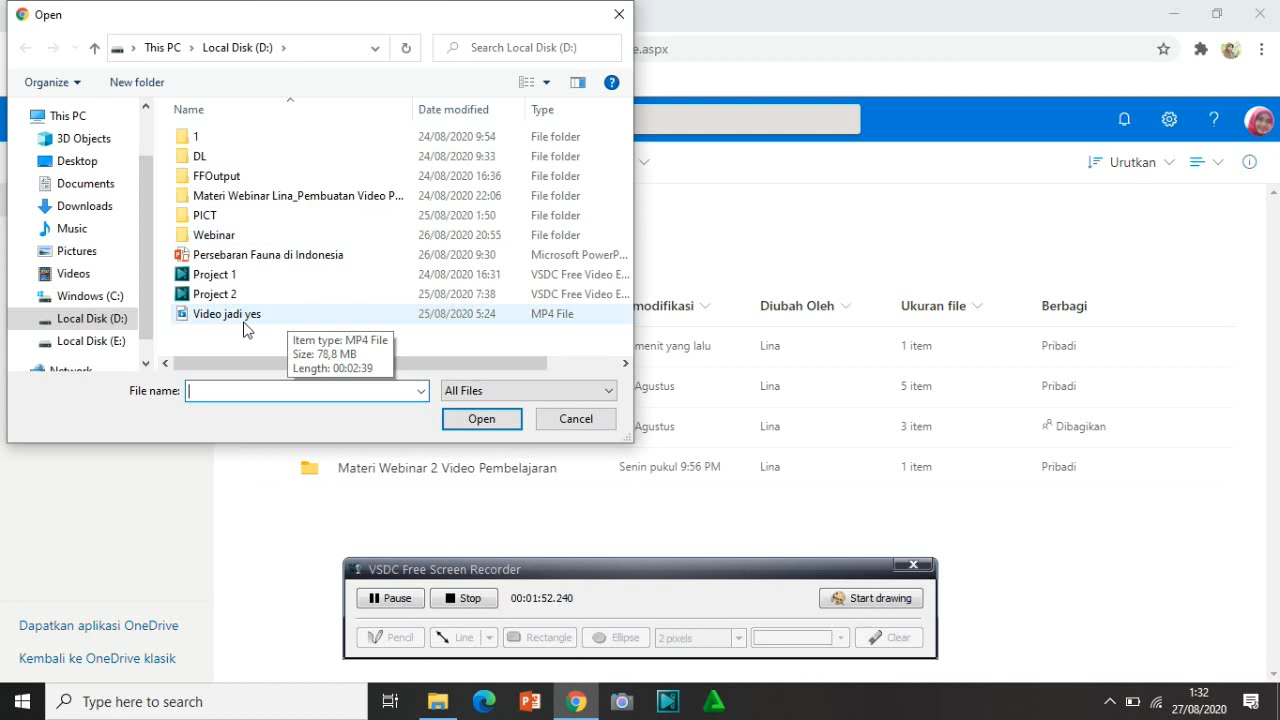 Open
This PC
Local Disk (D:)
Search Local Disk (D:)
e.aspx
Organize
New folder
Name
Date modified
Type
This PC
3D Objects
Desktop
Documents
Downloads
Music
Pictures
Videos
Windows (C:)
Local Disk (D:)
Local Disk (E:)
Network
1 24/08/2020 9:54 File folder
DL 24/08/2020 9:33 File folder
FFOutput 24/08/2020 16:36 File folder
Materi Webinar Lina_Pembuatan Video P... 24/08/2020 22:06 File folder
PICT 25/08/2020 1:50 File folder
Webinar 26/08/2020 20:55 File folder
Persebaran Fauna di Indonesia 26/08/2020 9:30 Microsoft PowerP...
Project 1 24/08/2020 16:31 VSDC Free Video E...
Project 2 25/08/2020 7:38 VSDC Free Video E...
Video jadi yes 25/08/2020 5:24 MP4 File
Item type: MP4 File
Size: 78,8 MB
Length: 00:02:39
File name:
All Files
Open
Cancel
Urutkan
modifikasi Diubah Oleh Ukuran file Berbagi
menit yang lalu Lina 1 item Pribadi
Agustus Lina 5 item Pribadi
Agustus Lina 3 item Dibagikan
Materi Webinar 2 Video Pembelajaran Senin pukul 9:56 PM Lina 1 item Pribadi
Dapatkan aplikasi OneDrive
Kembali ke OneDrive klasik
VSDC Free Screen Recorder
Pause Stop 00:01:52.240 Start drawing
Pencil Line Rectangle Ellipse 2 pixels Clear
Type here to search
1:32
27/08/2020